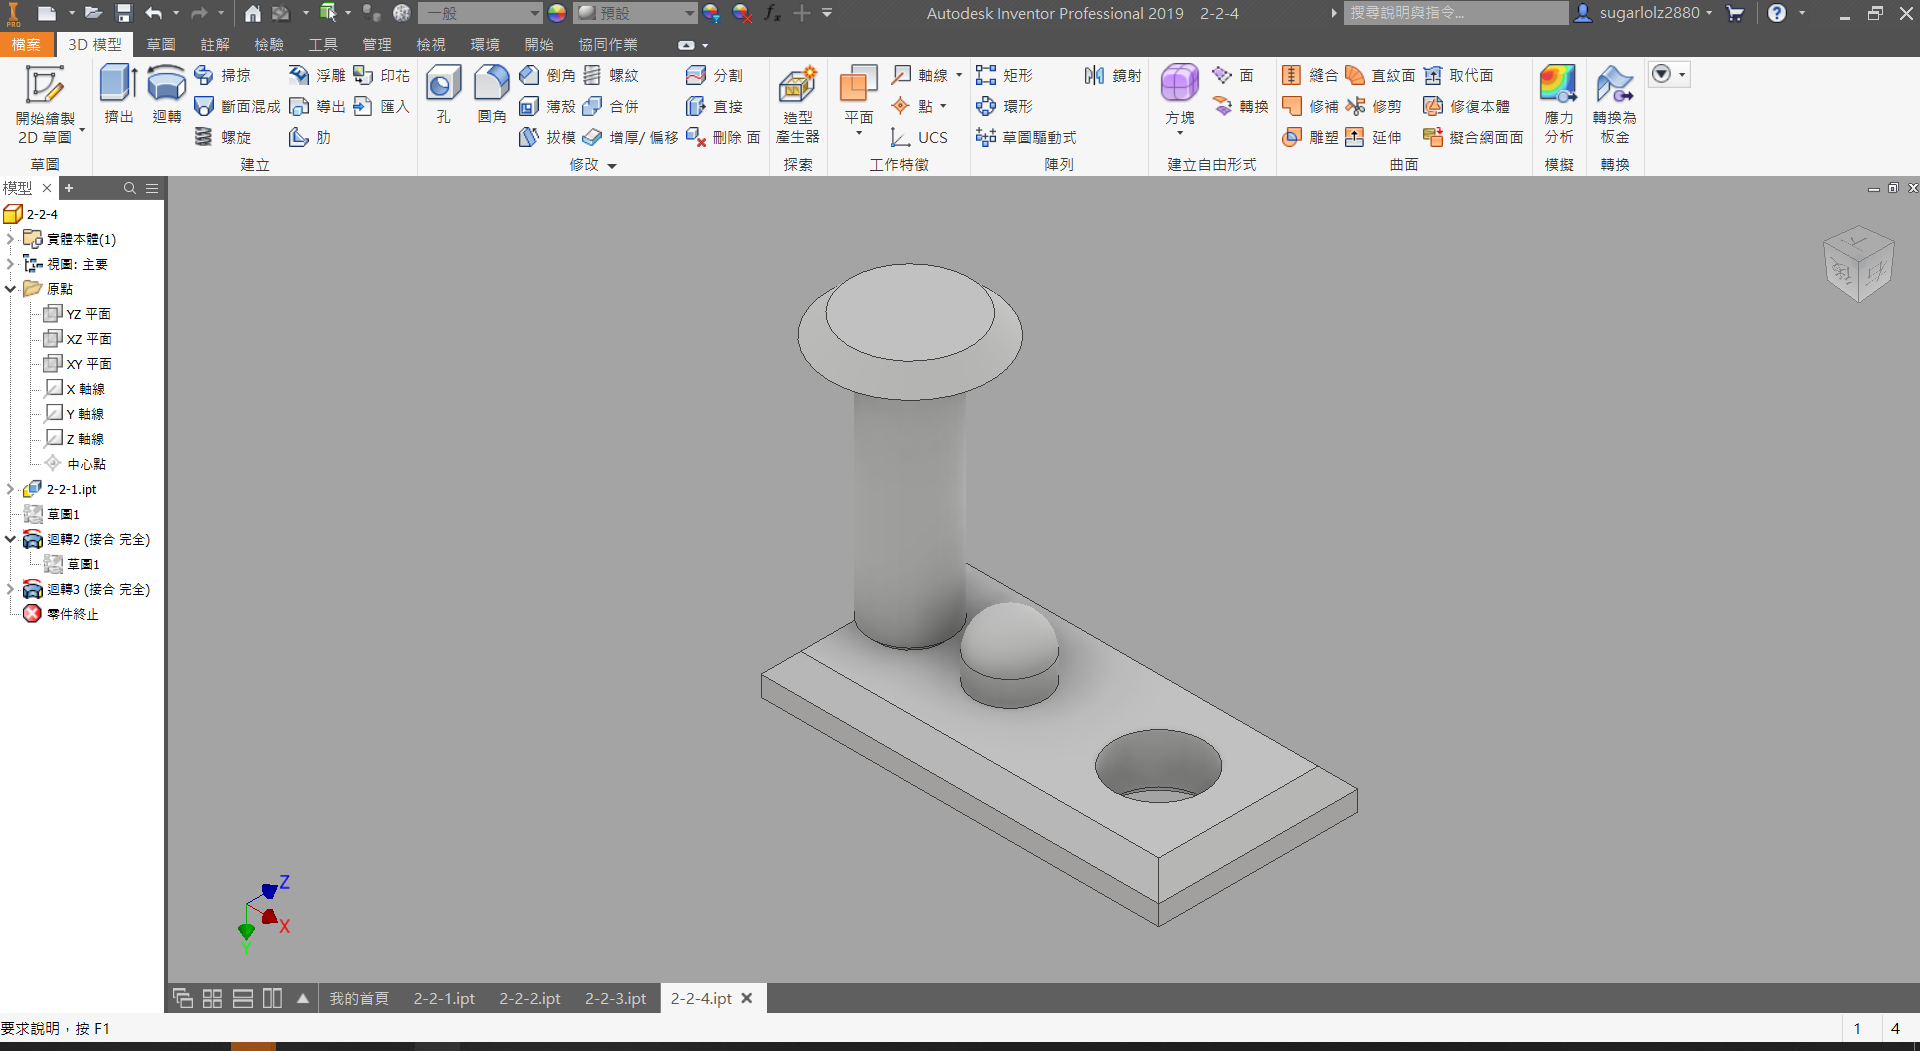 PRO 一般 預設 fx Autodesk Inventor Professional 2019 2-2-4 搜尋說明與指令... sugarlolz2880
檔案 3D 模型 草圖 註解 檢驗 工具 管理 檢視 環境 開始 協同作業
開始繪製
2D 草圖
草圖
擠出 迴轉 掃掠 浮雕 印花
斷面混成 導出 匯入
螺旋 肋
建立
孔 圓角 倒角 螺紋 分割
薄殼 合併 直接
拔模 增厚/ 偏移 刪除 面
修改
造型
產生器
探索
平面 軸線
點
UCS
工作特徵
矩形 鏡射
環形
草圖驅動式
陣列
方塊 面
轉換
建立自由形式
縫合 直紋面 取代面
修補 修剪 修復本體
雕塑 延伸 擬合網面面
曲面
應力
分析
模擬
轉換為
板金
轉換
模型
2-2-4
實體本體(1)
視圖: 主要
原點
YZ 平面
XZ 平面
XY 平面
X 軸線
Y 軸線
Z 軸線
中心點
2-2-1.ipt
草圖1
迴轉2 (接合 完全)
草圖1
迴轉3 (接合 完全)
零件終止
Z
X
Y
我的首頁 2-2-1.ipt 2-2-2.ipt 2-2-3.ipt 2-2-4.ipt
要求說明，按 F1 1 4